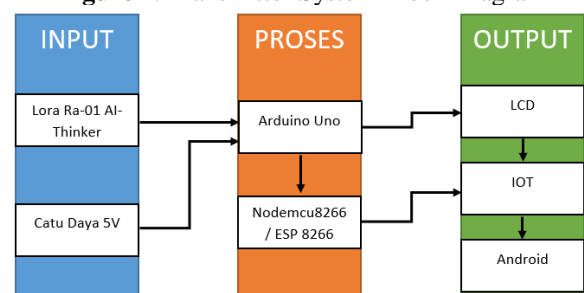 INPUT
PROSES
OUTPUT
Lora Ra-01 AI-
Thinker
Arduino Uno
LCD
Catu Daya 5V
Nodemcu8266
/ ESP 8266
IOT
Android